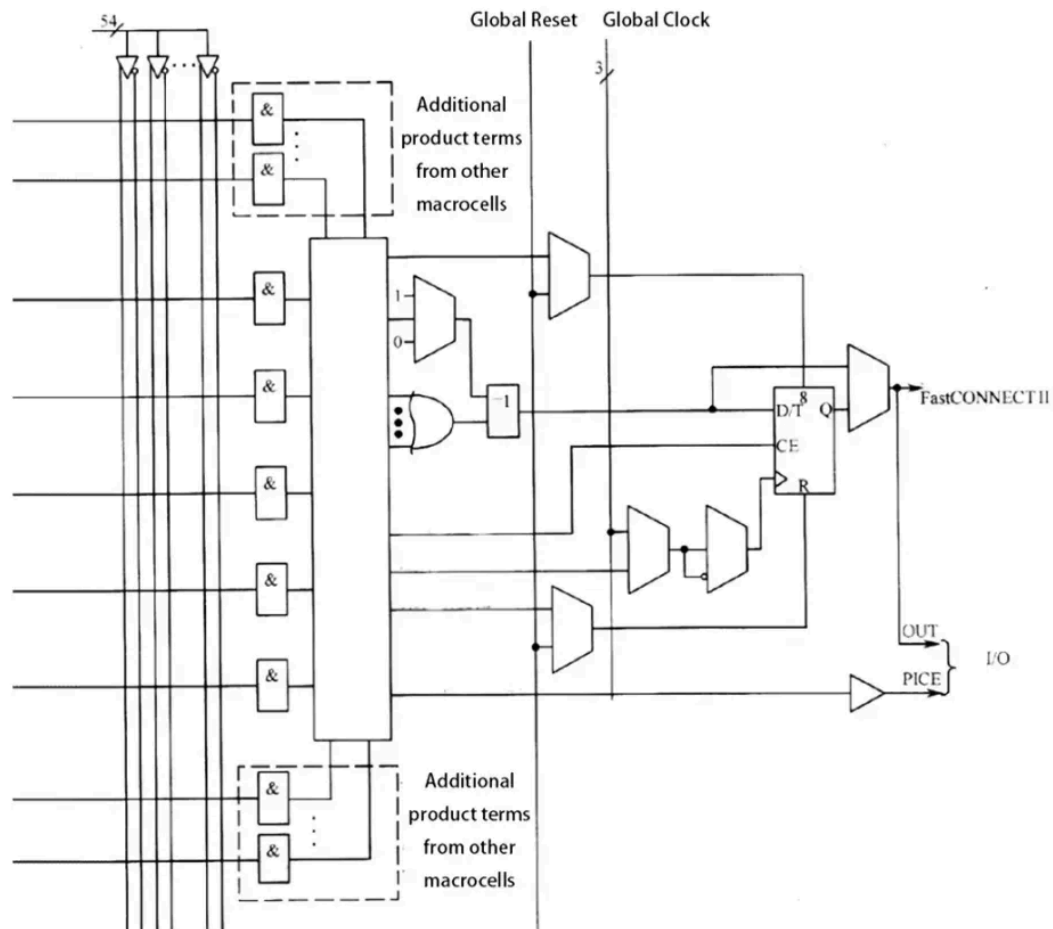 54
Global Reset
Global Clock
3
&
Additional
product terms
from other
macrocells
&
&
1
0
&
=1
8
D/T
Q
FastCONNECT II
CE
&
R
&
OUT
I/O
PICE
&
&
Additional
product terms
from other
macrocells
&